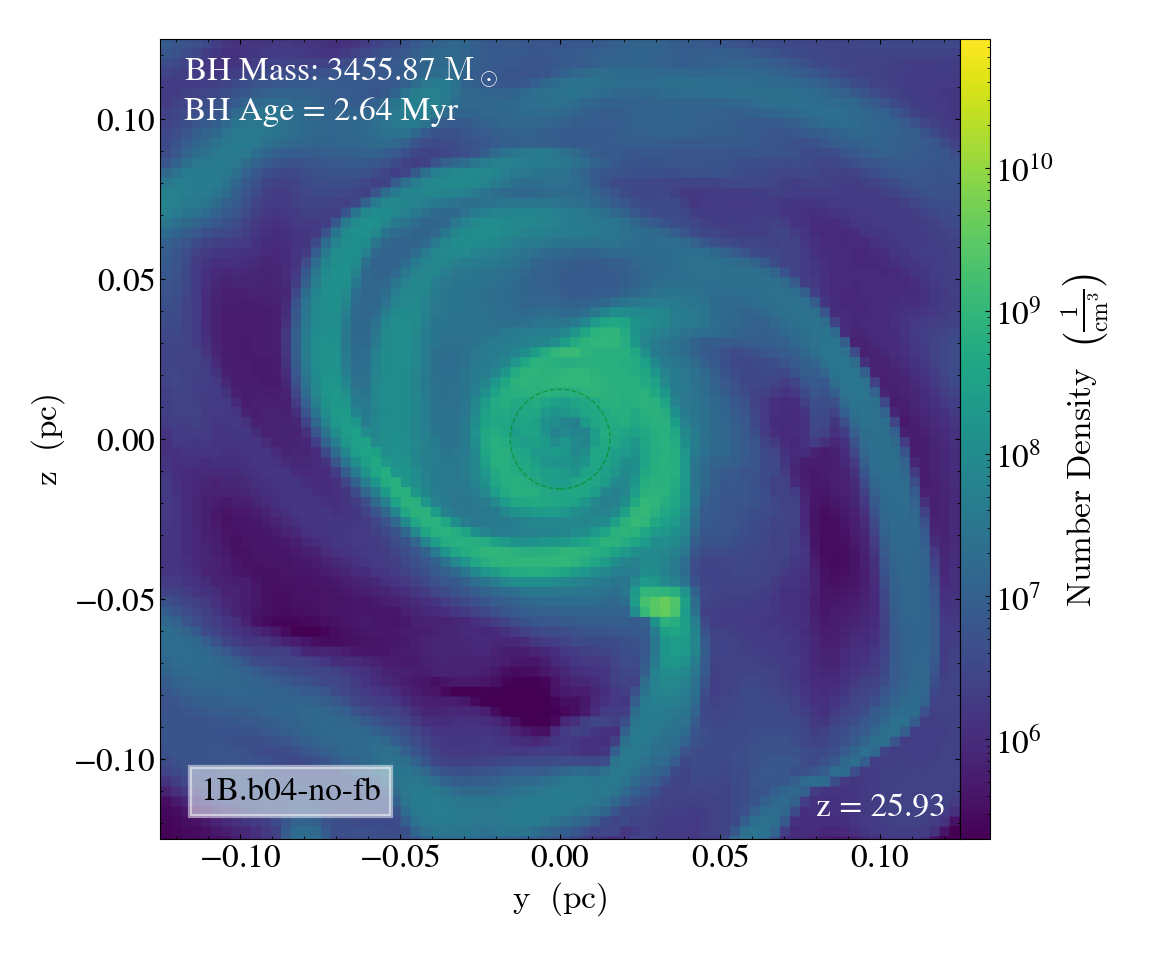 BH Mass: 3455.87 M⊙
BH Age = 2.64 Myr
0.10
0.05
0.00
−0.05
−0.10
z (pc)
1B.b04-no-fb
z = 25.93
−0.10 −0.05 0.00 0.05 0.10
y (pc)
10¹⁰
10⁹
10⁸
10⁷
10⁶
Number Density (1/cm³)